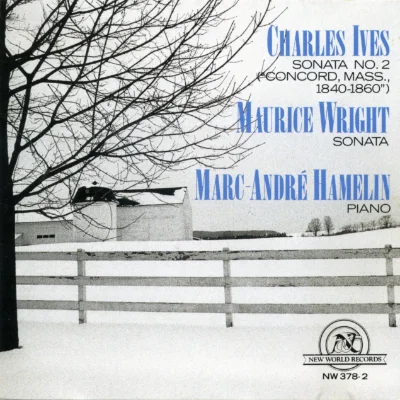 CHARLES IVES
SONATA NO. 2
("CONCORD, MASS.,
1840-1860")
MAURICE WRIGHT
SONATA
MARC-ANDRÉ HAMELIN
PIANO
NEW WORLD RECORDS
NW 378-2